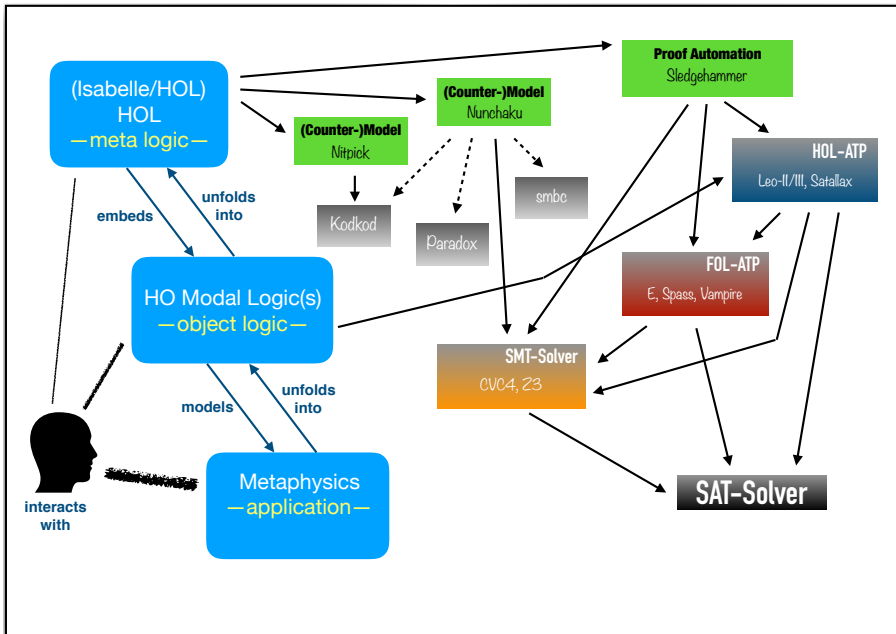 (Isabelle/HOL)
HOL
—meta logic—
Proof Automation
Sledgehammer
(Counter-)Model
Nunchaku
(Counter-)Model
Nitpick
HOL-ATP
Leo-II/III, Satallax
unfolds
into
embeds
Kodkod
Paradox
smbc
HO Modal Logic(s)
—object logic—
FOL-ATP
E, Spass, Vampire
SMT-Solver
CVC4, Z3
models
unfolds
into
Metaphysics
—application—
interacts
with
SAT-Solver